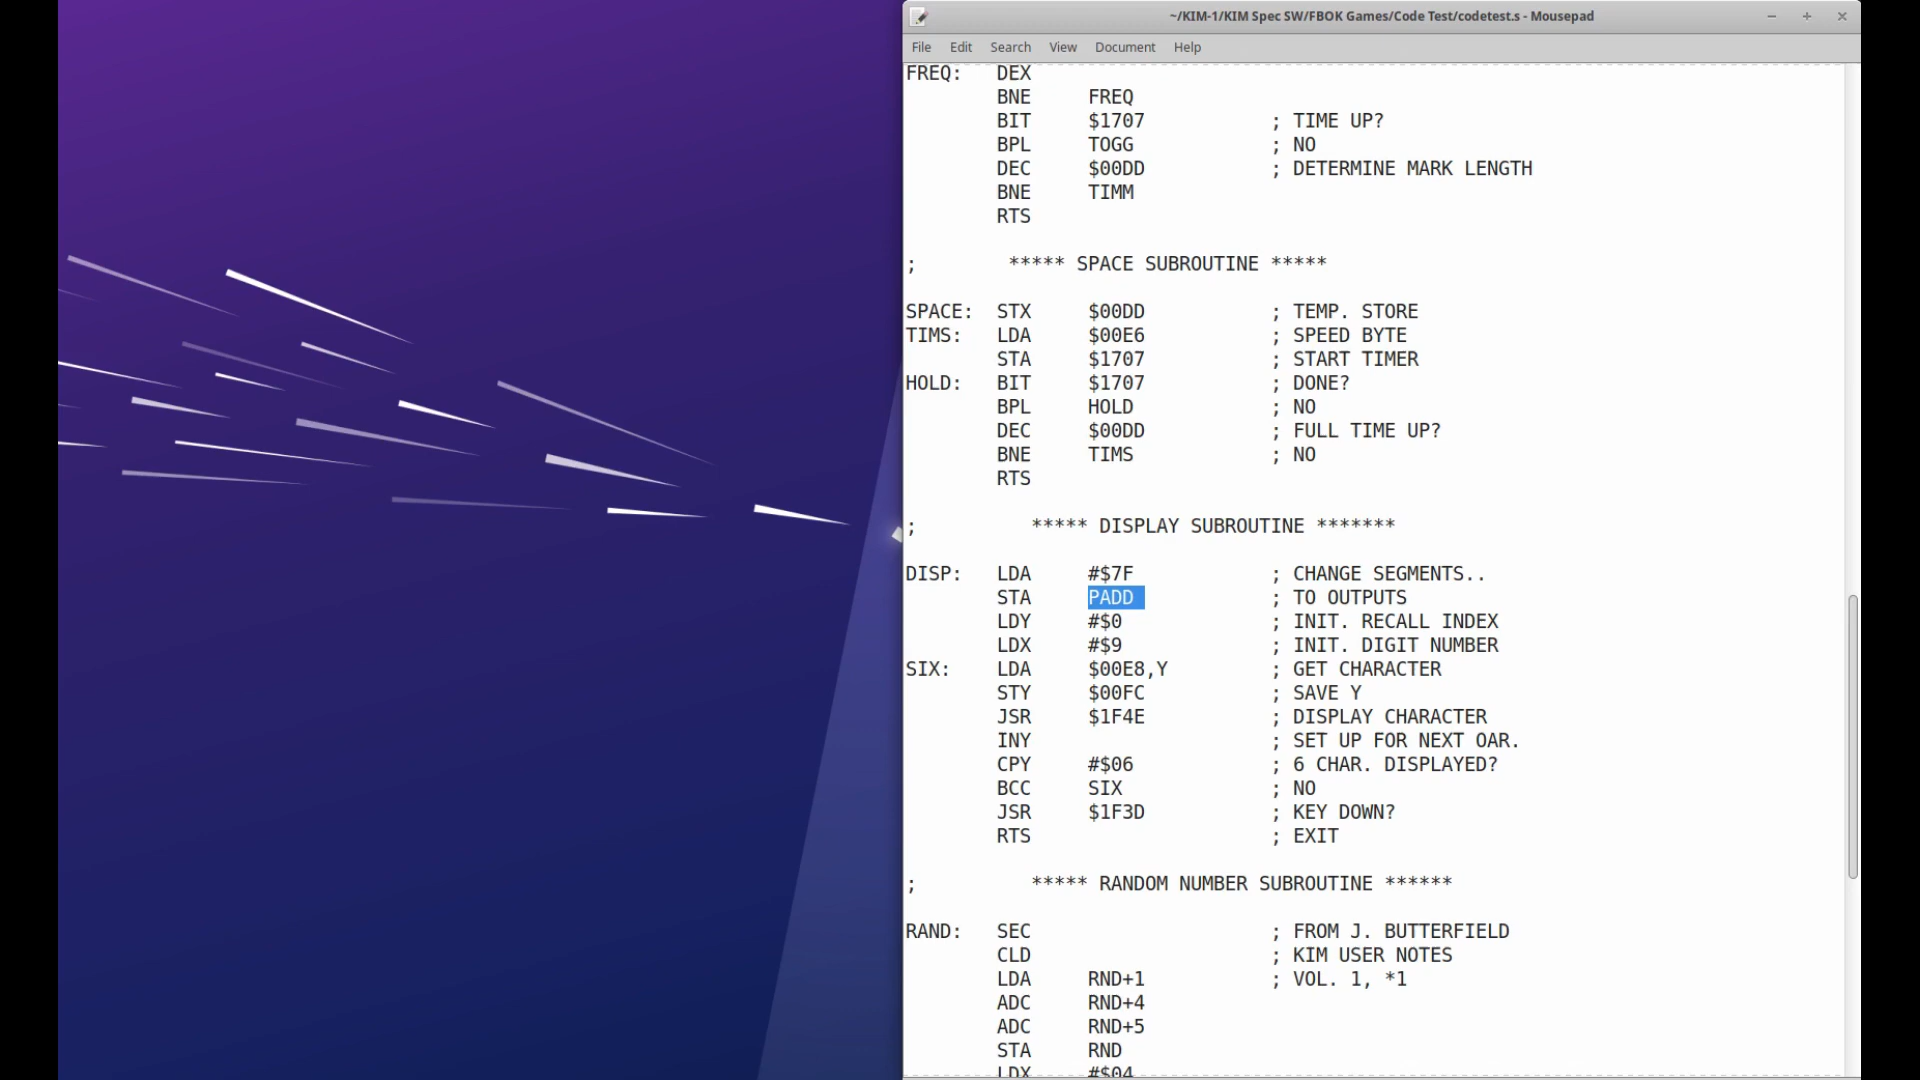 ~/KIM-1/KIM Spec SW/FBOK Games/Code Test/codetest.s - Mousepad
File Edit Search View Document Help
FREQ: DEX
BNE FREQ
BIT $1707 ; TIME UP?
BPL TOGG ; NO
DEC $00DD ; DETERMINE MARK LENGTH
BNE TIMM
RTS
; ***** SPACE SUBROUTINE *****
SPACE: STX $00DD ; TEMP. STORE
TIMS: LDA $00E6 ; SPEED BYTE
STA $1707 ; START TIMER
HOLD: BIT $1707 ; DONE?
BPL HOLD ; NO
DEC $00DD ; FULL TIME UP?
BNE TIMS ; NO
RTS
; ***** DISPLAY SUBROUTINE *******
DISP: LDA #$7F ; CHANGE SEGMENTS..
STA PADD ; TO OUTPUTS
LDY #$0 ; INIT. RECALL INDEX
LDX #$9 ; INIT. DIGIT NUMBER
SIX: LDA $00E8,Y ; GET CHARACTER
STY $00FC ; SAVE Y
JSR $1F4E ; DISPLAY CHARACTER
INY ; SET UP FOR NEXT OAR.
CPY #$06 ; 6 CHAR. DISPLAYED?
BCC SIX ; NO
JSR $1F3D ; KEY DOWN?
RTS ; EXIT
; ***** RANDOM NUMBER SUBROUTINE ******
RAND: SEC ; FROM J. BUTTERFIELD
CLD ; KIM USER NOTES
LDA RND+1 ; VOL. 1, *1
ADC RND+4
ADC RND+5
STA RND
LDX #$04